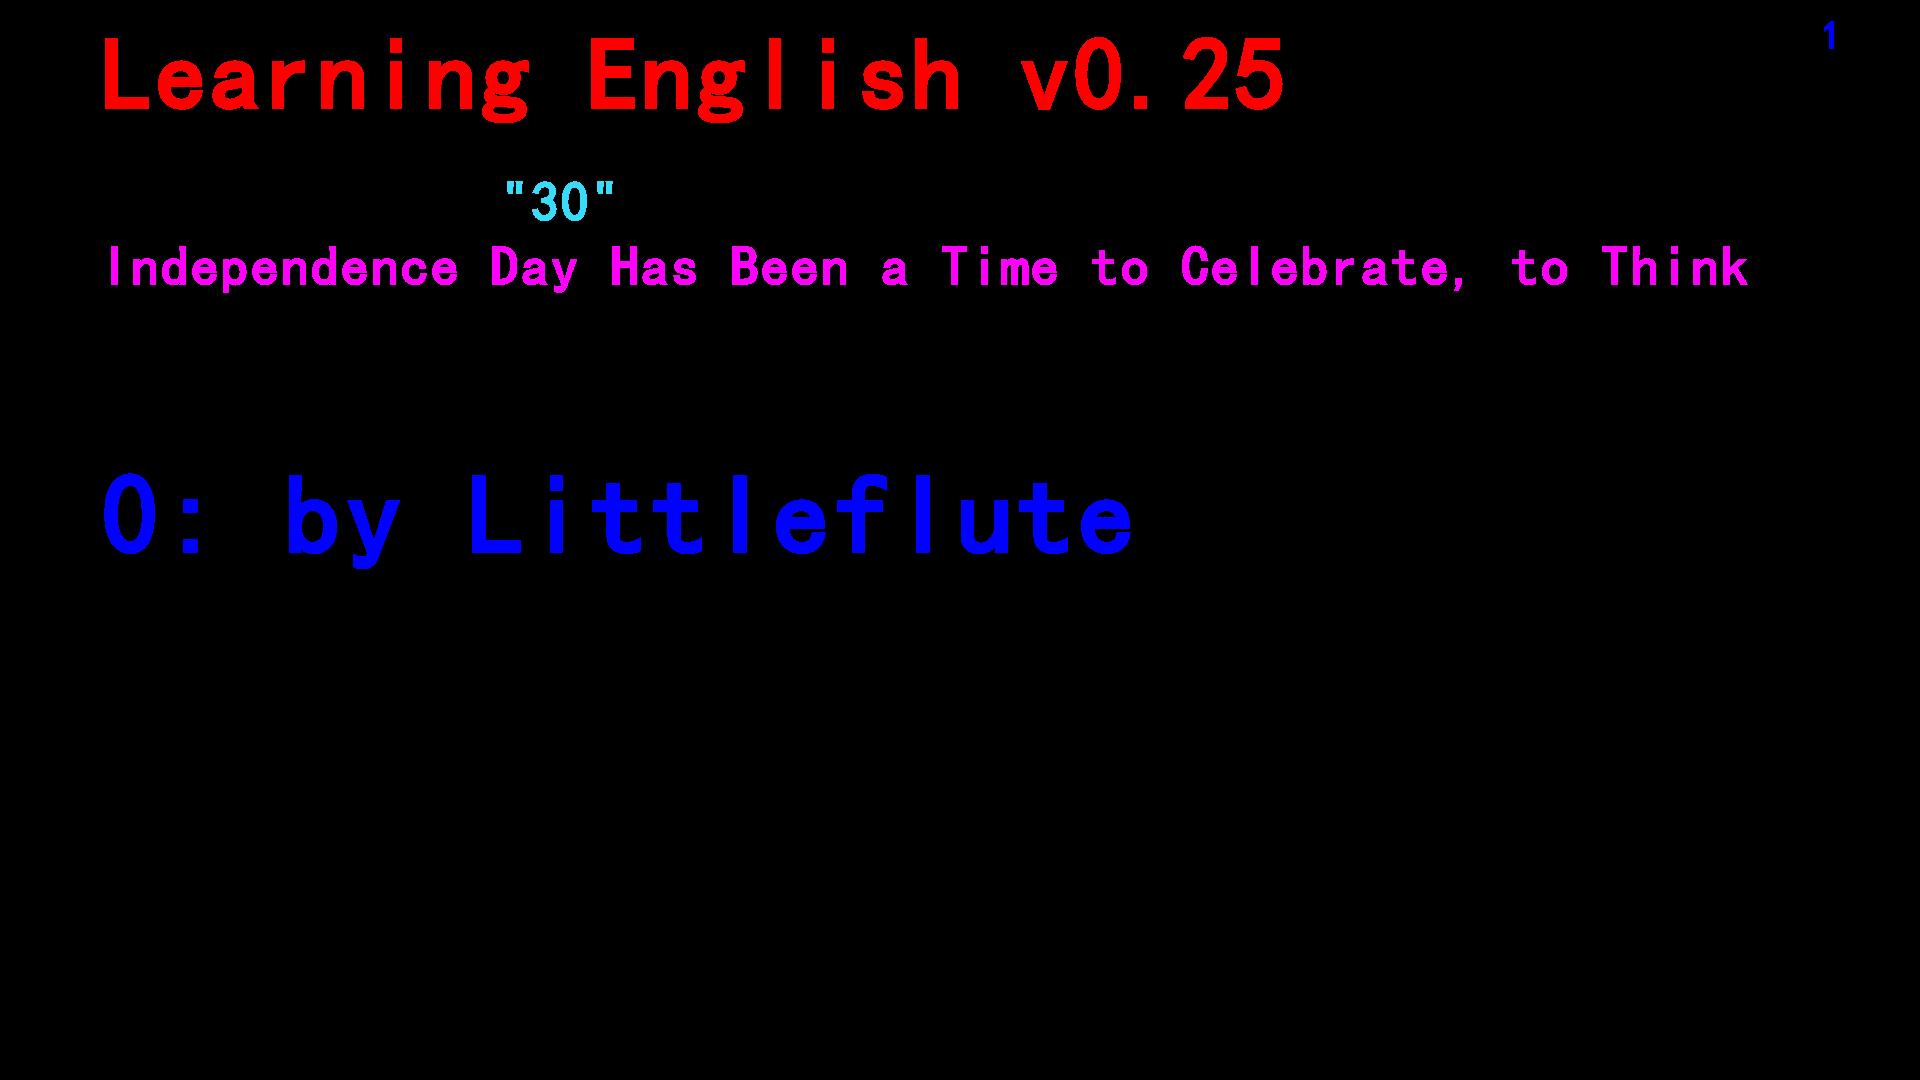 Learning English v0.25
1
"30"
Independence Day Has Been a Time to Celebrate, to Think
0: by Littleflute